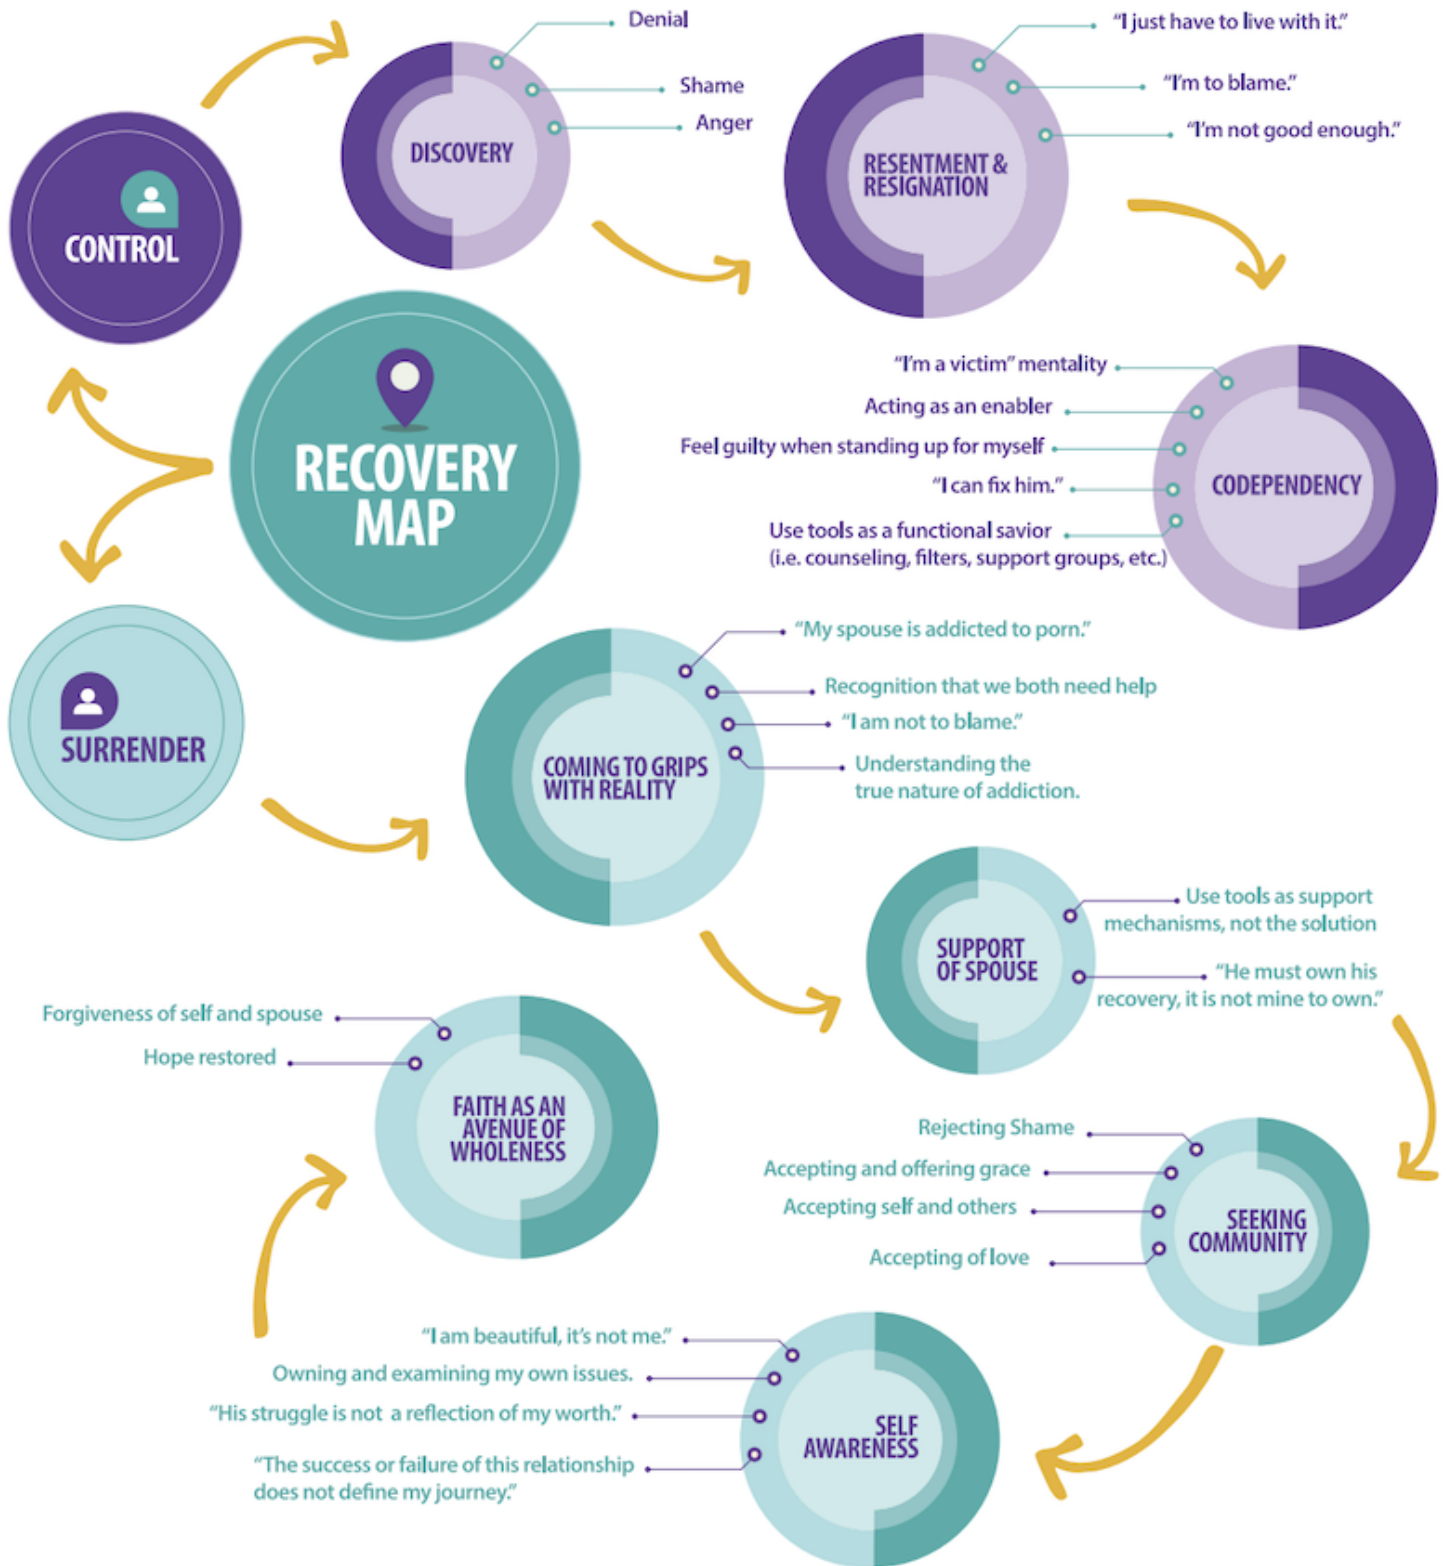 Denial
Shame
Anger
DISCOVERY
"I just have to live with it."
"I'm to blame."
"I'm not good enough."
RESENTMENT &
RESIGNATION
CONTROL
RECOVERY
MAP
"I'm a victim" mentality
Acting as an enabler
Feel guilty when standing up for myself
"I can fix him."
Use tools as a functional savior
(i.e. counseling, filters, support groups, etc.)
CODEPENDENCY
SURRENDER
"My spouse is addicted to porn."
Recognition that we both need help
"I am not to blame."
Understanding the
true nature of addiction.
COMING TO GRIPS
WITH REALITY
Use tools as support
mechanisms, not the solution
"He must own his
recovery, it is not mine to own."
SUPPORT
OF SPOUSE
Rejecting Shame
Accepting and offering grace
Accepting self and others
Accepting of love
SEEKING
COMMUNITY
"I am beautiful, it's not me."
Owning and examining my own issues.
"His struggle is not a reflection of my worth."
"The success or failure of this relationship
does not define my journey."
SELF
AWARENESS
Forgiveness of self and spouse
Hope restored
FAITH AS AN
AVENUE OF
WHOLENESS